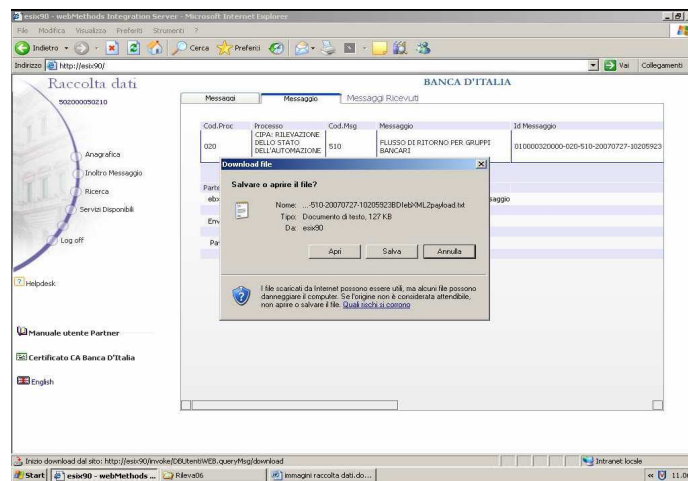 esix90 - webMethods Integration Server - Microsoft Internet Explorer
File Modifica Visualizza Preferiti Strumenti ?
Indietro Cerca Preferiti
Indirizzo http://esix90/ Vai Collegamenti
Raccolta dati
BANCA D'ITALIA
502000050210
Messaggi Messaggio Messaggi Ricevuti
Cod.Proc Processo Cod.Msg Messaggio Id Messaggio
020 CIPA: RILEVAZIONE DELLO STATO DELL'AUTOMAZIONE 510 FLUSSO DI RITORNO PER GRUPPI BANCARI 010000320000-020-510-20070727-10205923
Anagrafica
Inoltro Messaggio
Ricerca
Servizi Disponibili
Log off
Helpdesk
Manuale utente Partner
Certificato CA Banca D'Italia
English
Parte
ebx
saggio
Env
Pay
Download file
Salvare o aprire il file?
Nome: ...-510-20070727-10205923BDIebXML2payload.txt
Tipo: Documento di testo, 127 KB
Da: esix90
Apri Salva Annulla
I file scaricati da Internet possono essere utili, ma alcuni file possono
danneggiare il computer. Se l'origine non è considerata attendibile,
non aprire o salvare il file. Quali rischi si corrono
Inizio download dal sito: http://esix90/invoke/DBUtentiWEB.queryMsg/download Intranet locale
Start esix90 - webMethods ... Rileva06 immagini raccolta dati.do... 11.0